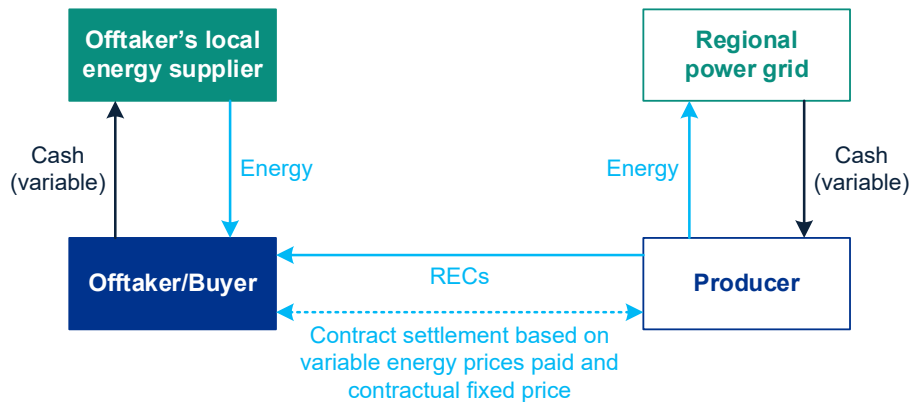 Offtaker's local
energy supplier
Regional
power grid
Cash
(variable)
Energy
Energy
Cash
(variable)
Offtaker/Buyer
RECs
Producer
Contract settlement based on
variable energy prices paid and
contractual fixed price